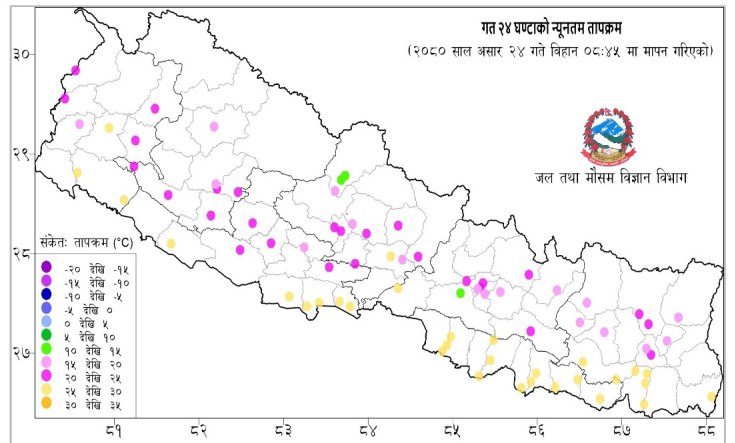 गत २४ घण्टाको न्यूनतम तापक्रम
(२०८० साल असार २४ गते विहान ०८:४५ मा मापन गरिएको)
जल तथा मौसम विज्ञान विभाग
संकेतः तापक्रम (°C)
-२० देखि -१५
-१५ देखि -१०
-१० देखि -५
-५ देखि ०
० देखि ५
५ देखि १०
१० देखि १५
१५ देखि २०
२० देखि २५
२५ देखि ३०
३० देखि ३५
३०
२९
२८
२७
८१ ८२ ८३ ८४ ८५ ८६ ८७ ८८